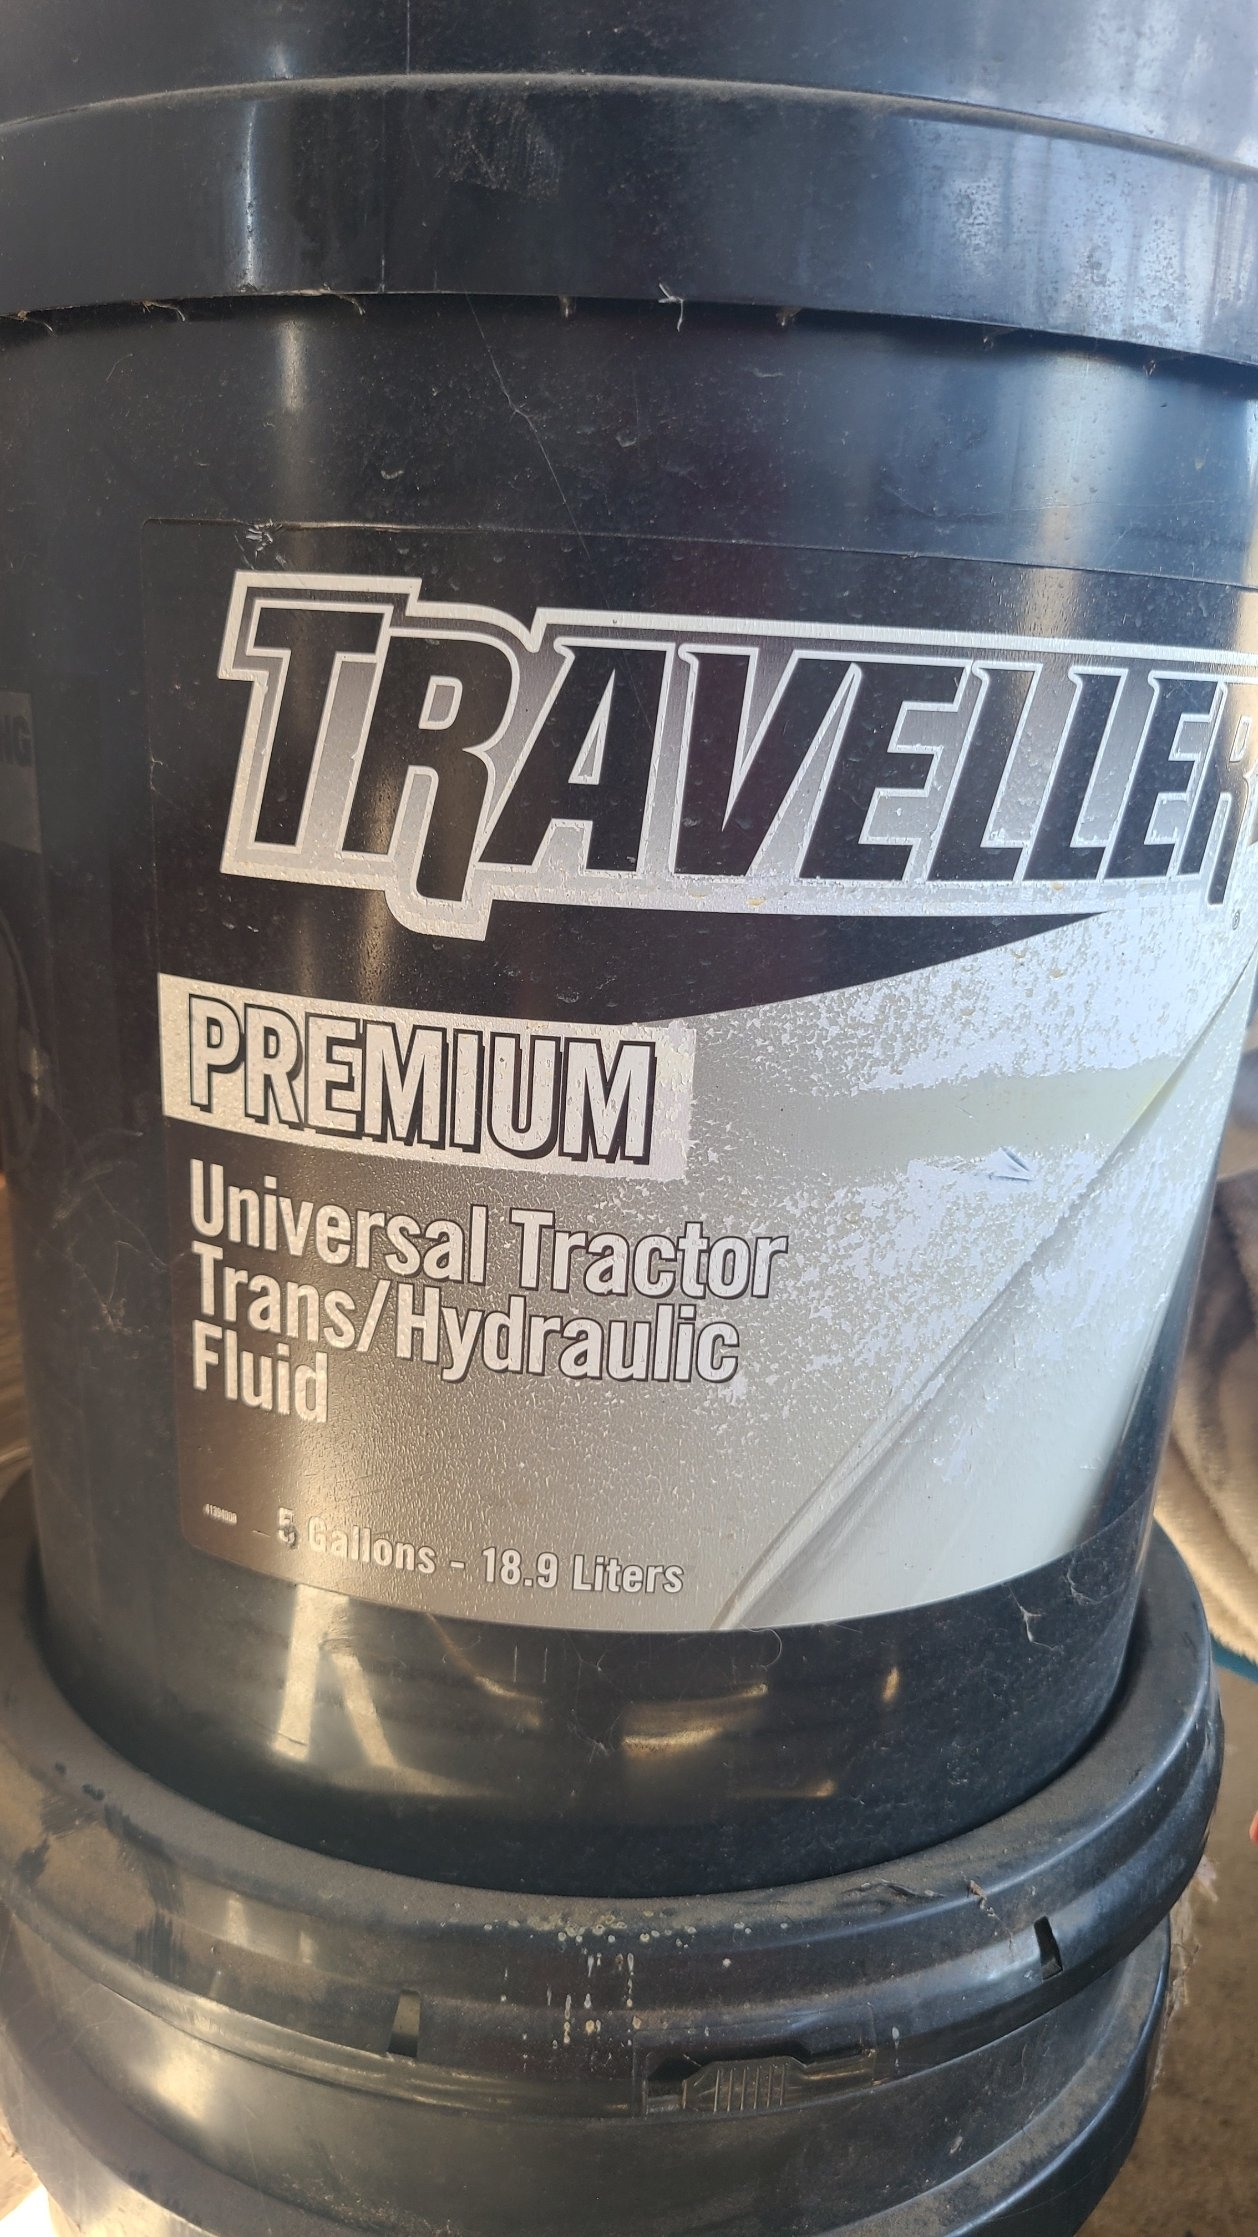 TRAVELLER
PREMIUM
Universal Tractor
Trans/Hydraulic
Fluid
5 Gallons - 18.9 Liters